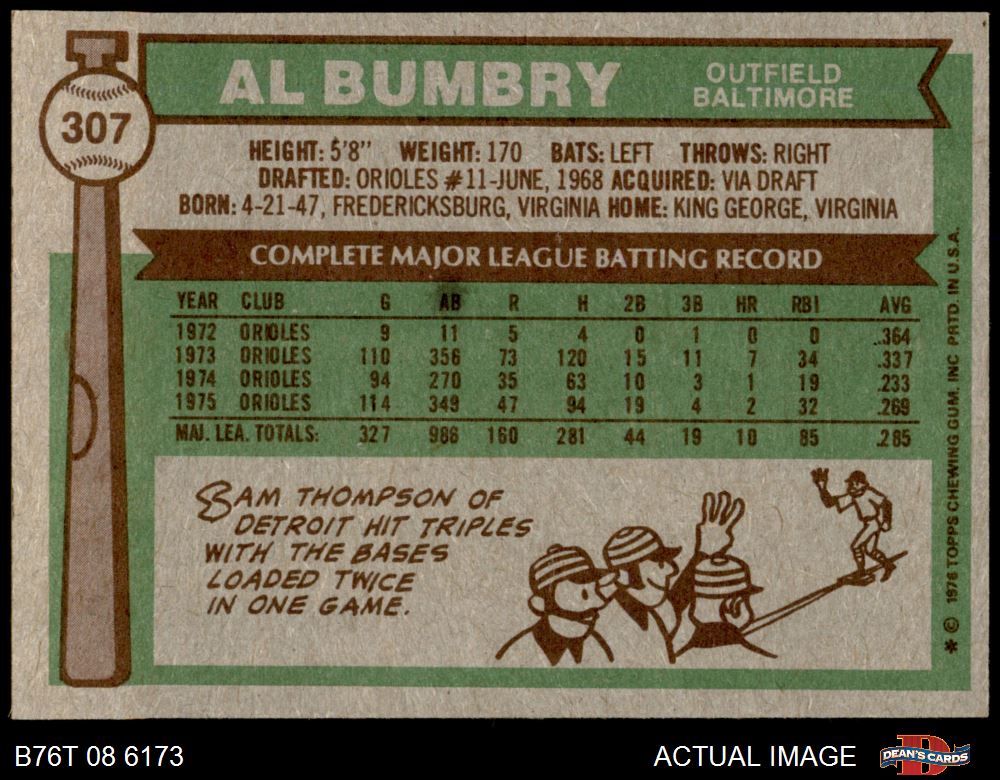 307
AL BUMBRY
OUTFIELD
BALTIMORE
HEIGHT: 5'8" WEIGHT: 170 BATS: LEFT THROWS: RIGHT
DRAFTED: ORIOLES #11-JUNE, 1968 ACQUIRED: VIA DRAFT
BORN: 4-21-47, FREDERICKSBURG, VIRGINIA HOME: KING GEORGE, VIRGINIA
COMPLETE MAJOR LEAGUE BATTING RECORD
YEAR CLUB G AB R H 2B 3B HR RBI AVG
1972 ORIOLES 9 11 5 4 0 1 0 0 .364
1973 ORIOLES 110 356 73 120 15 11 7 34 .337
1974 ORIOLES 94 270 35 63 10 3 1 19 .233
1975 ORIOLES 114 349 47 94 19 4 2 32 .269
MAJ. LEA. TOTALS: 327 986 160 281 44 19 10 85 .285
SAM THOMPSON OF
DETROIT HIT TRIPLES
WITH THE BASES
LOADED TWICE
IN ONE GAME.
* © 1976 TOPPS CHEWING GUM. INC PRTD. IN U.S.A.
B76T 08 6173
ACTUAL IMAGE
DEAN'S CARDS